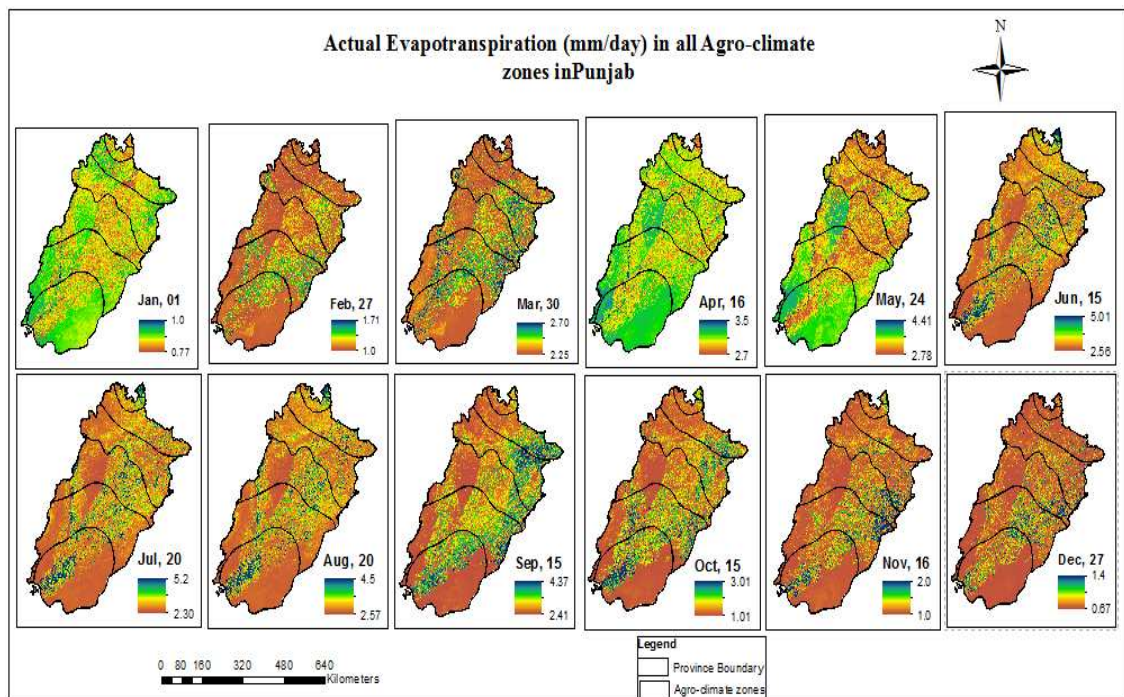 Actual Evapotranspiration (mm/day) in all Agro-climate
zones inPunjab
N
Jan, 01
1.0
0.77
Feb, 27
1.71
1.0
Mar, 30
2.70
2.25
Apr, 16
3.5
2.7
May, 24
4.41
2.78
Jun, 15
5.01
2.56
Jul, 20
5.2
2.30
Aug, 20
4.5
2.57
Sep, 15
4.37
2.41
Oct, 15
3.01
1.01
Nov, 16
2.0
1.0
Dec, 27
1.4
0.67
0 80 160 320 480 640
Kilometers
Legend
Province Boundary
Agro-climate zones